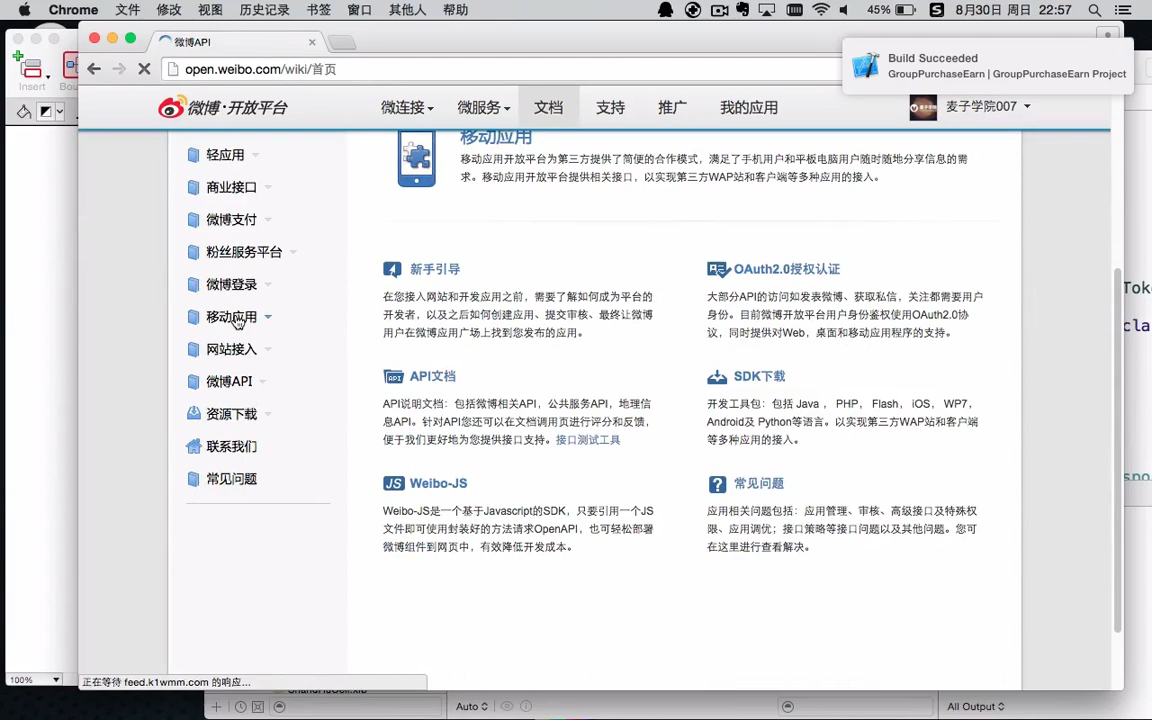 Chrome 文件 修改 视图 历史记录 书签 窗口 其他人 帮助 45% S 8月30日 周日 22:57
微博API
Insert
open.weibo.com/wiki/首页
Build Succeeded
GroupPurchaseEarn | GroupPurchaseEarn Project
微博·开放平台 微连接 微服务 文档 支持 推广 我的应用 麦子学院007
轻应用
商业接口
微博支付
粉丝服务平台
微博登录
移动应用
网站接入
微博API
资源下载
联系我们
常见问题
移动应用
移动应用开放平台为第三方提供了简便的合作模式，满足了手机用户和平板电脑用户随时随地分享信息的需
求。移动应用开放平台提供相关接口，以实现第三方WAP站和客户端等多种应用的接入。
新手引导
在您接入网站和开发应用之前，需要了解如何成为平台的
开发者，以及之后如何创建应用、提交审核、最终让微博
用户在微博应用广场上找到您发布的应用。
OAuth2.0授权认证
大部分API的访问如发表微博、获取私信，关注都需要用户
身份。目前微博开放平台用户身份鉴权使用OAuth2.0协
议，同时提供对Web，桌面和移动应用程序的支持。
API文档
API说明文档：包括微博相关API，公共服务API，地理信
息API。针对API您还可以在文档调用页进行评分和反馈，
便于我们更好地为您提供接口支持。接口测试工具
SDK下载
开发工具包：包括 Java ， PHP， Flash，iOS，WP7，
Android及 Python等语言。以实现第三方WAP站和客户端
等多种应用的接入。
JS Weibo-JS
Weibo-JS是一个基于Javascript的SDK，只要引用一个JS
文件即可使用封装好的方法请求OpenAPI，也可轻松部署
微博组件到网页中，有效降低开发成本。
常见问题
应用相关问题包括：应用管理、审核、高级接口及特殊权
限、应用调优；接口策略等接口问题以及其他问题。您可
在这里进行查看解决。
正在等待 feed.k1wmm.com 的响应...
100%
Auto
All Output